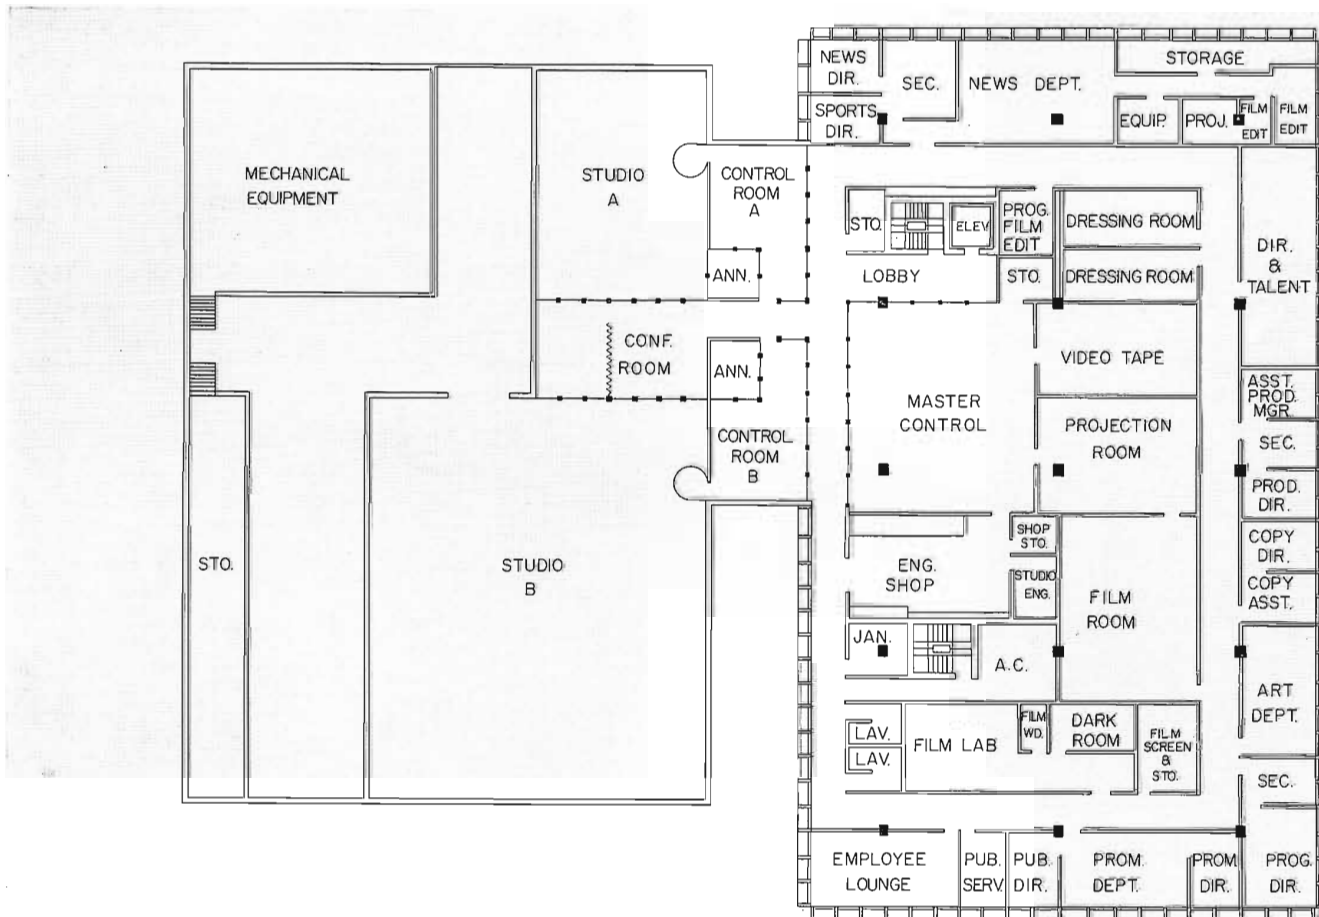 NEWS
DIR.
SPORTS
DIR.
SEC.
NEWS DEPT.
STORAGE
EQUIP.
PROJ.
FILM
EDIT
FILM
EDIT
MECHANICAL
EQUIPMENT
STUDIO
A
CONTROL
ROOM
A
ANN.
STO.
ELEV.
PROG.
FILM
EDIT
DRESSING ROOM
DRESSING ROOM
LOBBY
STO.
DIR.
&
TALENT
CONF.
ROOM
ANN.
CONTROL
ROOM
B
MASTER
CONTROL
VIDEO TAPE
PROJECTION
ROOM
ASST.
PROD.
MGR.
SEC.
PROD.
DIR.
COPY
DIR.
COPY
ASST.
STO.
STUDIO
B
ENG.
SHOP
SHOP
STO.
STUDIO
ENG.
FILM
ROOM
JAN.
A.C.
ART
DEPT.
LAV.
LAV.
FILM LAB
FILM
WD.
DARK
ROOM
FILM
SCREEN
&
STO.
SEC.
EMPLOYEE
LOUNGE
PUB.
SERV.
PUB.
DIR.
PROM.
DEPT.
PROM.
DIR.
PROG.
DIR.